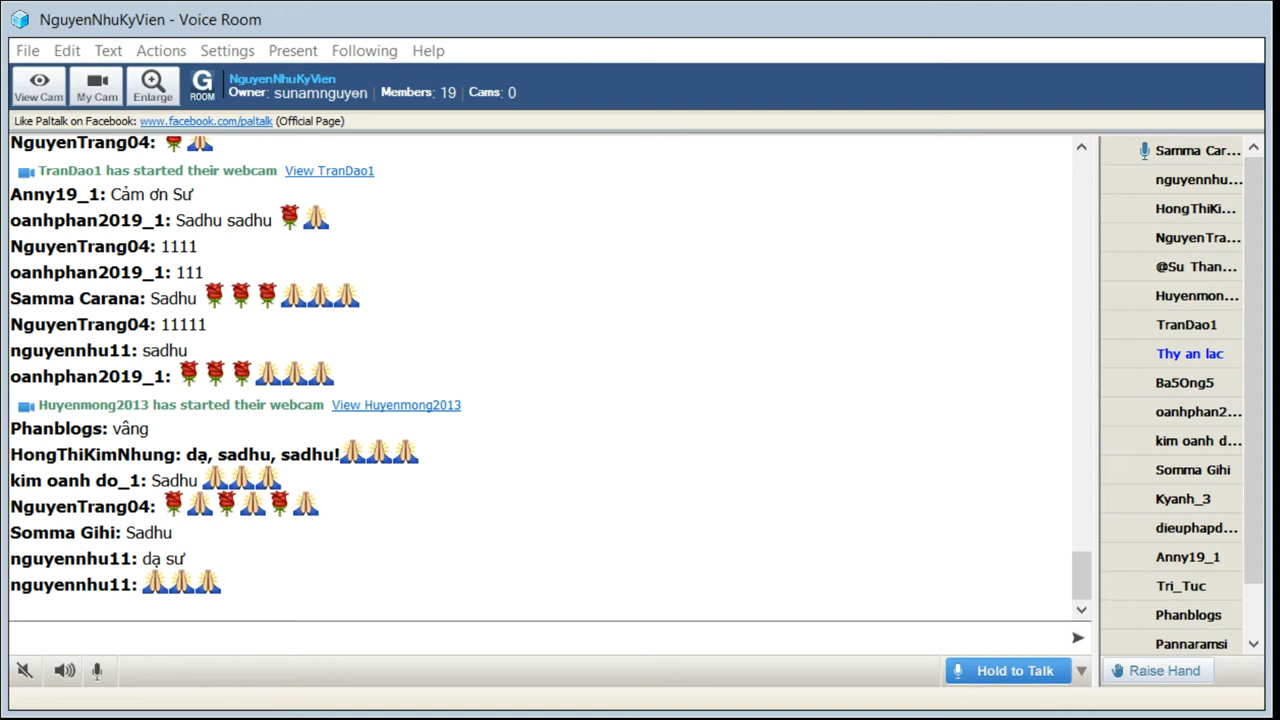 NguyenNhuKyVien - Voice Room
File Edit Text Actions Settings Present Following Help
View Cam My Cam Enlarge G ROOM
NguyenNhuKyVien
Owner: sunamnguyen | Members: 19 | Cams: 0
Like Paltalk on Facebook: www.facebook.com/paltalk (Official Page)
NguyenTrang04:
TranDao1 has started their webcam View TranDao1
Anny19_1: Cảm ơn Sư
oanhphan2019_1: Sadhu sadhu
NguyenTrang04: 1111
oanhphan2019_1: 111
Samma Carana: Sadhu
NguyenTrang04: 11111
nguyennhu11: sadhu
oanhphan2019_1:
Huyenmong2013 has started their webcam View Huyenmong2013
Phanblogs: vâng
HongThiKimNhung: dạ, sadhu, sadhu!
kim oanh do_1: Sadhu
NguyenTrang04:
Somma Gihi: Sadhu
nguyennhu11: dạ sư
nguyennhu11:
Samma Car...
nguyennhu...
HongThiKi...
NguyenTra...
@Su Than...
Huyenmon...
TranDao1
Thy an lac
Ba5Ong5
oanhphan2...
kim oanh d...
Somma Gihi
Kyanh_3
dieuphapd...
Anny19_1
Tri_Tuc
Phanblogs
Pannaramsi
Hold to Talk
Raise Hand